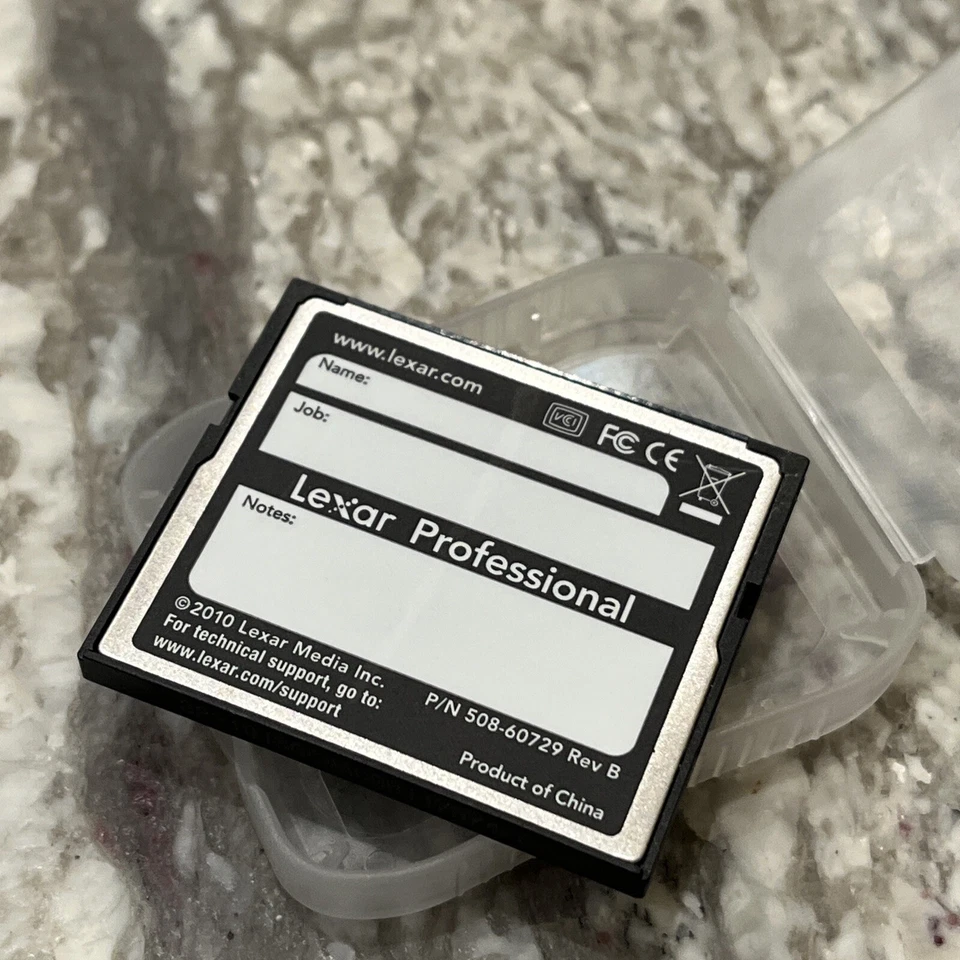 www.lexar.com
Name:
VCI FC CE
Job:
Lexar Professional
Notes:
©2010 Lexar Media Inc.
For technical support, go to:
www.lexar.com/support
P/N 508-60729 Rev B
Product of China